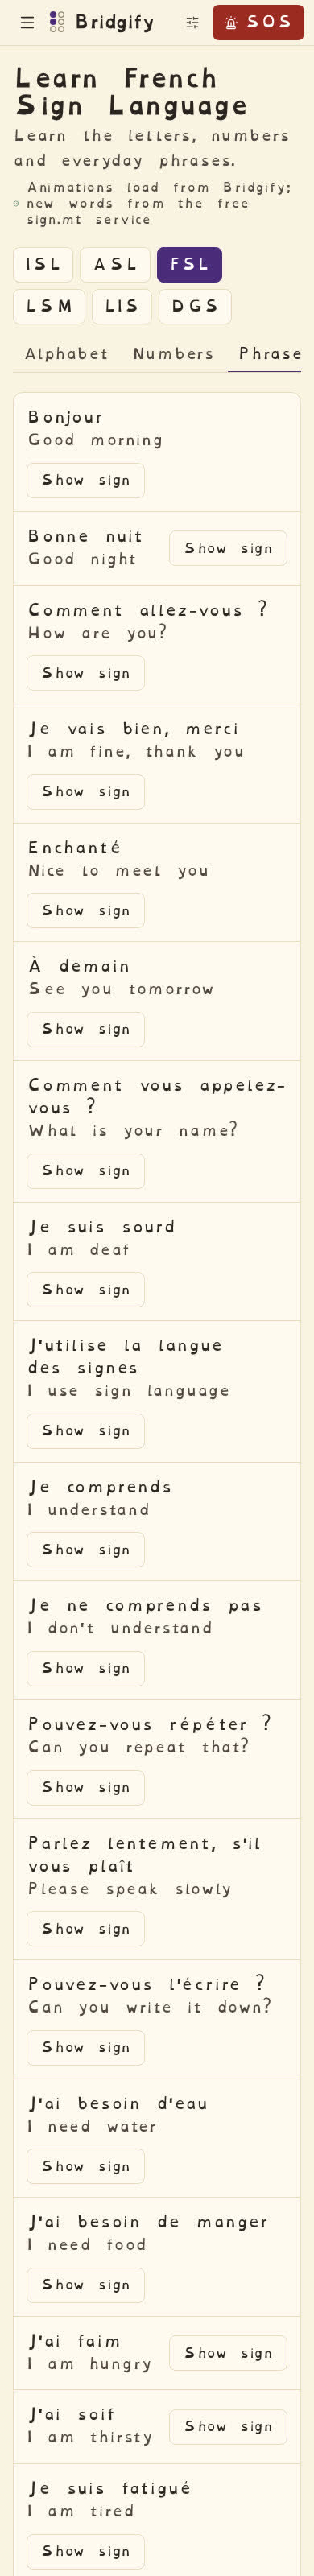 Bridgify
SOS
Learn French
Sign Language
Learn the letters, numbers
and everyday phrases.
Animations load from Bridgify;
new words from the free
sign.mt service
ISL ASL FSL
LSM LIS DGS
Alphabet Numbers Phrase
Bonjour
Good morning
Show sign
Bonne nuit
Good night
Show sign
Comment allez-vous ?
How are you?
Show sign
Je vais bien, merci
I am fine, thank you
Show sign
Enchanté
Nice to meet you
Show sign
À demain
See you tomorrow
Show sign
Comment vous appelez-
vous ?
What is your name?
Show sign
Je suis sourd
I am deaf
Show sign
J'utilise la langue
des signes
I use sign language
Show sign
Je comprends
I understand
Show sign
Je ne comprends pas
I don't understand
Show sign
Pouvez-vous répéter ?
Can you repeat that?
Show sign
Parlez lentement, s'il
vous plaît
Please speak slowly
Show sign
Pouvez-vous l'écrire ?
Can you write it down?
Show sign
J'ai besoin d'eau
I need water
Show sign
J'ai besoin de manger
I need food
Show sign
J'ai faim
I am hungry
Show sign
J'ai soif
I am thirsty
Show sign
Je suis fatigué
I am tired
Show sign